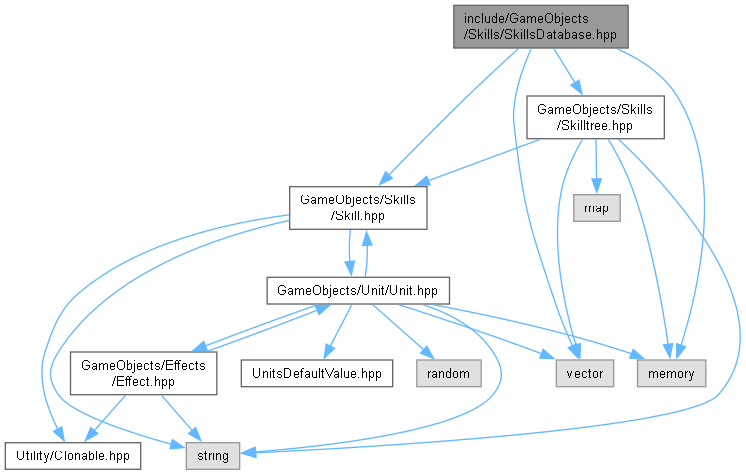 include/GameObjects
/Skills/SkillsDatabase.hpp
GameObjects/Skills
/Skilltree.hpp
GameObjects/Skills
/Skill.hpp
map
GameObjects/Unit/Unit.hpp
GameObjects/Effects
/Effect.hpp
UnitsDefaultValue.hpp
random
vector
memory
Utility/Clonable.hpp
string